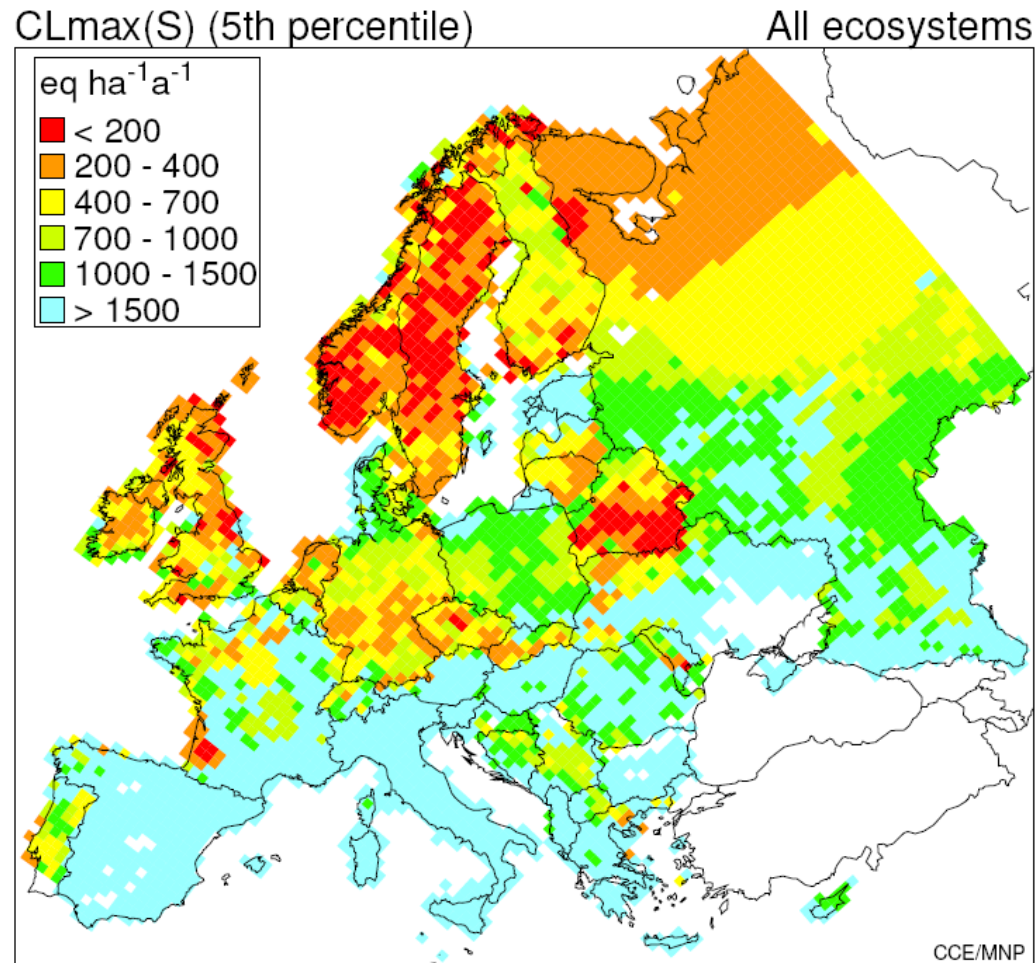 CLmax(S) (5th percentile) All ecosystems
eq ha⁻¹a⁻¹
< 200
200 - 400
400 - 700
700 - 1000
1000 - 1500
> 1500
CCE/MNP